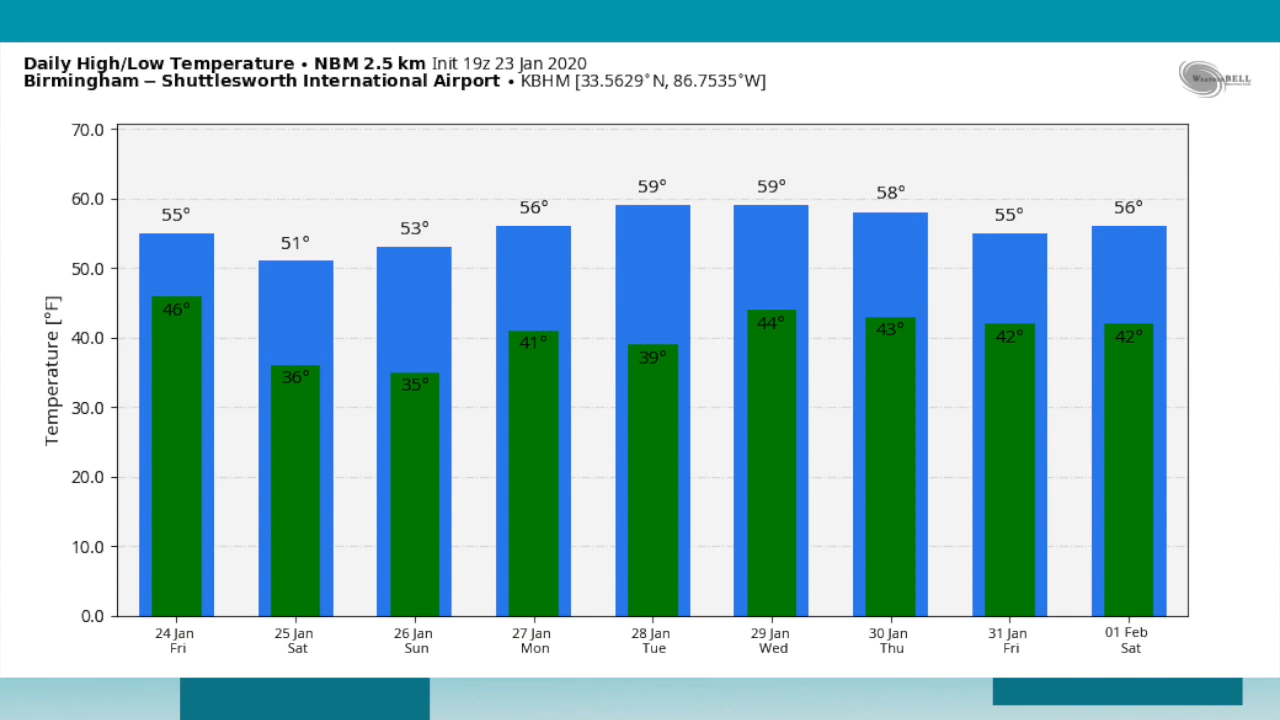 Daily High/Low Temperature • NBM 2.5 km Init 19z 23 Jan 2020
Birmingham – Shuttlesworth International Airport • KBHM [33.5629°N, 86.7535°W]
WeatherBELL
70.0
60.0
50.0
40.0
30.0
20.0
10.0
0.0
Temperature [°F]
55° 51° 53° 56° 59° 59° 58° 55° 56°
46° 36° 35° 41° 39° 44° 43° 42° 42°
24 Jan 25 Jan 26 Jan 27 Jan 28 Jan 29 Jan 30 Jan 31 Jan 01 Feb
Fri Sat Sun Mon Tue Wed Thu Fri Sat